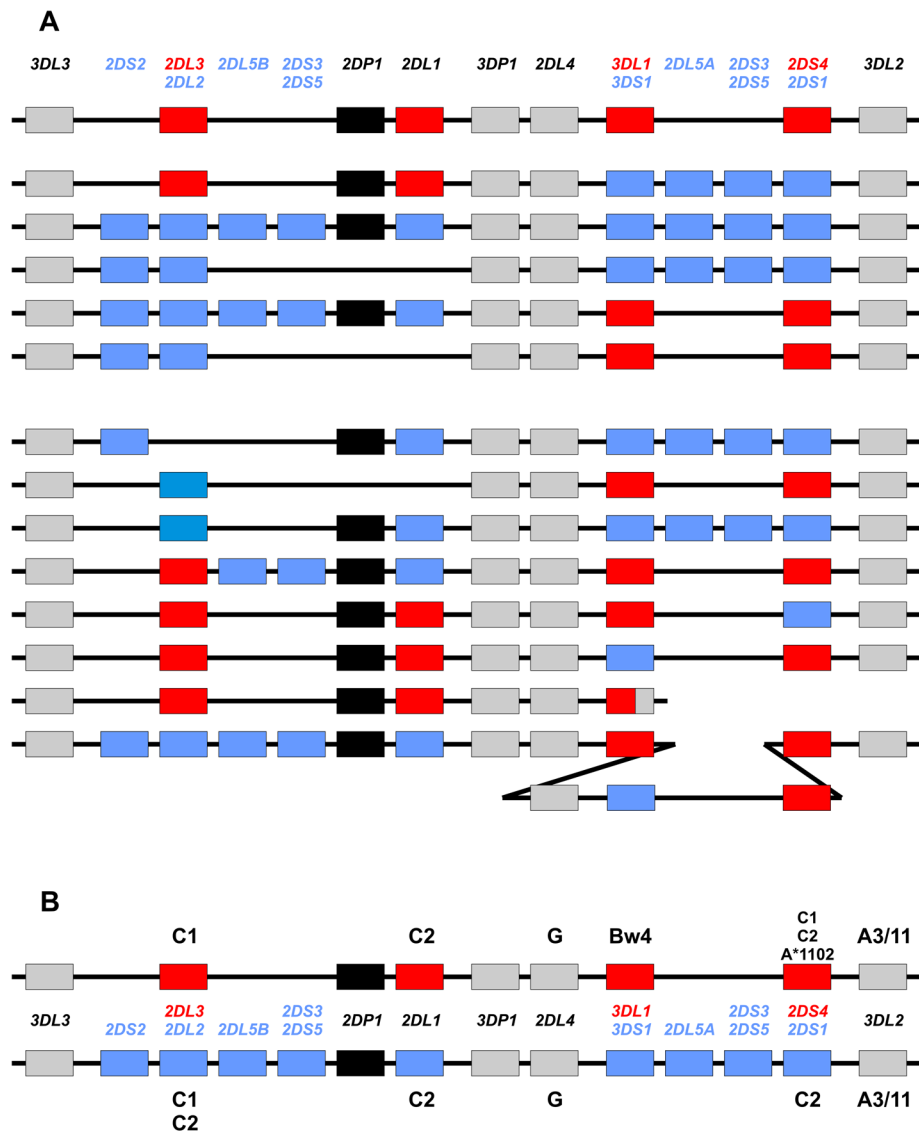 A
3DL3 2DS2 2DL3 2DL5B 2DS3 2DP1 2DL1 3DP1 2DL4 3DL1 2DL5A 2DS3 2DS4 3DL2
2DL2 2DS5 3DS1 2DS5 2DS1
B
C1 C2 G Bw4 C1 A3/11
C2
A*1102
3DL3 2DS2 2DL3 2DL5B 2DS3 2DP1 2DL1 3DP1 2DL4 3DL1 2DL5A 2DS3 2DS4 3DL2
2DL2 2DS5 3DS1 2DS5 2DS1
C1 C2 G C2 A3/11
C2